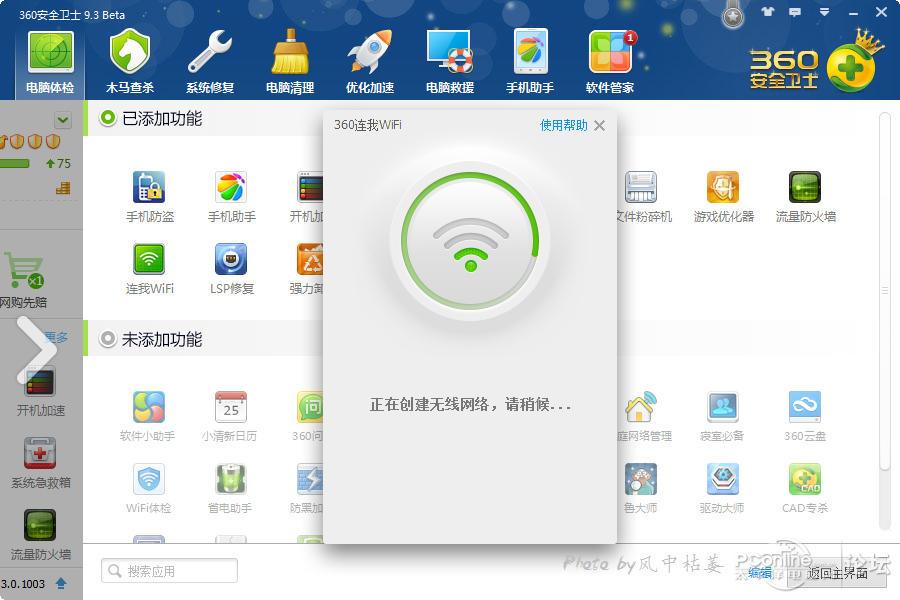 360安全卫士 9.3 Beta
电脑体检 木马查杀 系统修复 电脑清理 优化加速 电脑救援 手机助手 软件管家
1
360
安全卫士
已添加功能
360连我WiFi 使用帮助
75
手机防盗 手机助手 开机加 文件粉碎机 游戏优化器 流量防火墙
连我WiFi LSP修复 强力卸
x1
网购先赔
更多
未添加功能
开机加速
正在创建无线网络，请稍候...
25
问
软件小助手 小清新日历 360问 庭网络管理 寝室必备 360云盘
系统急救箱
CAD
WiFi体检 省电助手 防黑加 鲁大师 驱动大师 CAD专杀
流量防火墙
3.0.1003
搜索应用
Photo by风中枯萎
PConline
太平洋电脑 论坛
编辑 返回主界面